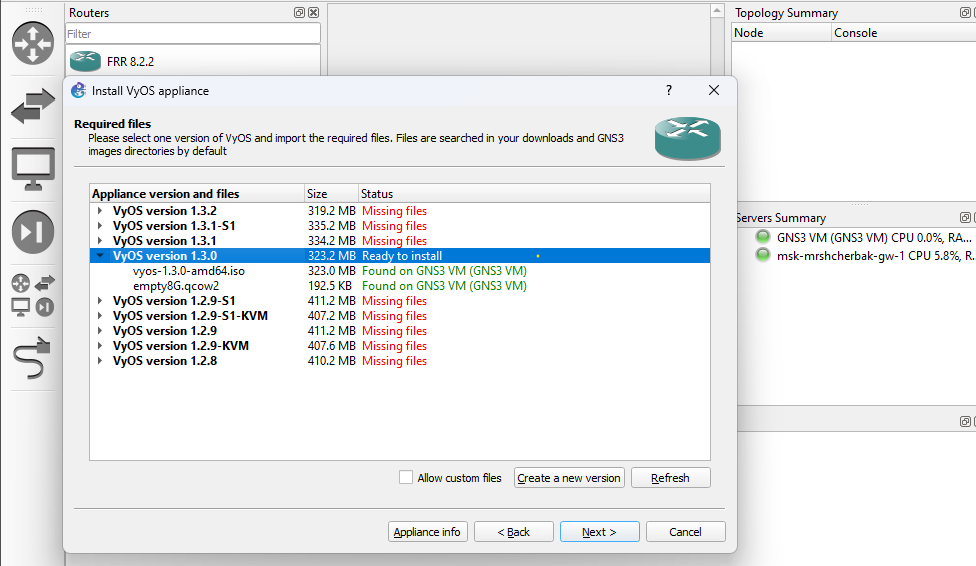 Routers
Filter
FRR 8.2.2
Topology Summary
Node Console
Install VyOS appliance
?
Required files
Please select one version of VyOS and import the required files. Files are searched in your downloads and GNS3
images directories by default
Appliance version and files Size Status
VyOS version 1.3.2 319.2 MB Missing files
VyOS version 1.3.1-S1 335.2 MB Missing files
VyOS version 1.3.1 334.2 MB Missing files
VyOS version 1.3.0 323.2 MB Ready to install
vyos-1.3.0-amd64.iso 323.0 MB Found on GNS3 VM (GNS3 VM)
empty8G.qcow2 192.5 KB Found on GNS3 VM (GNS3 VM)
VyOS version 1.2.9-S1 411.2 MB Missing files
VyOS version 1.2.9-S1-KVM 407.2 MB Missing files
VyOS version 1.2.9 411.2 MB Missing files
VyOS version 1.2.9-KVM 407.6 MB Missing files
VyOS version 1.2.8 410.2 MB Missing files
Allow custom files Create a new version Refresh
Appliance info < Back Next > Cancel
Servers Summary
GNS3 VM (GNS3 VM) CPU 0.0%, RA...
msk-mrshcherbak-gw-1 CPU 5.8%, R...